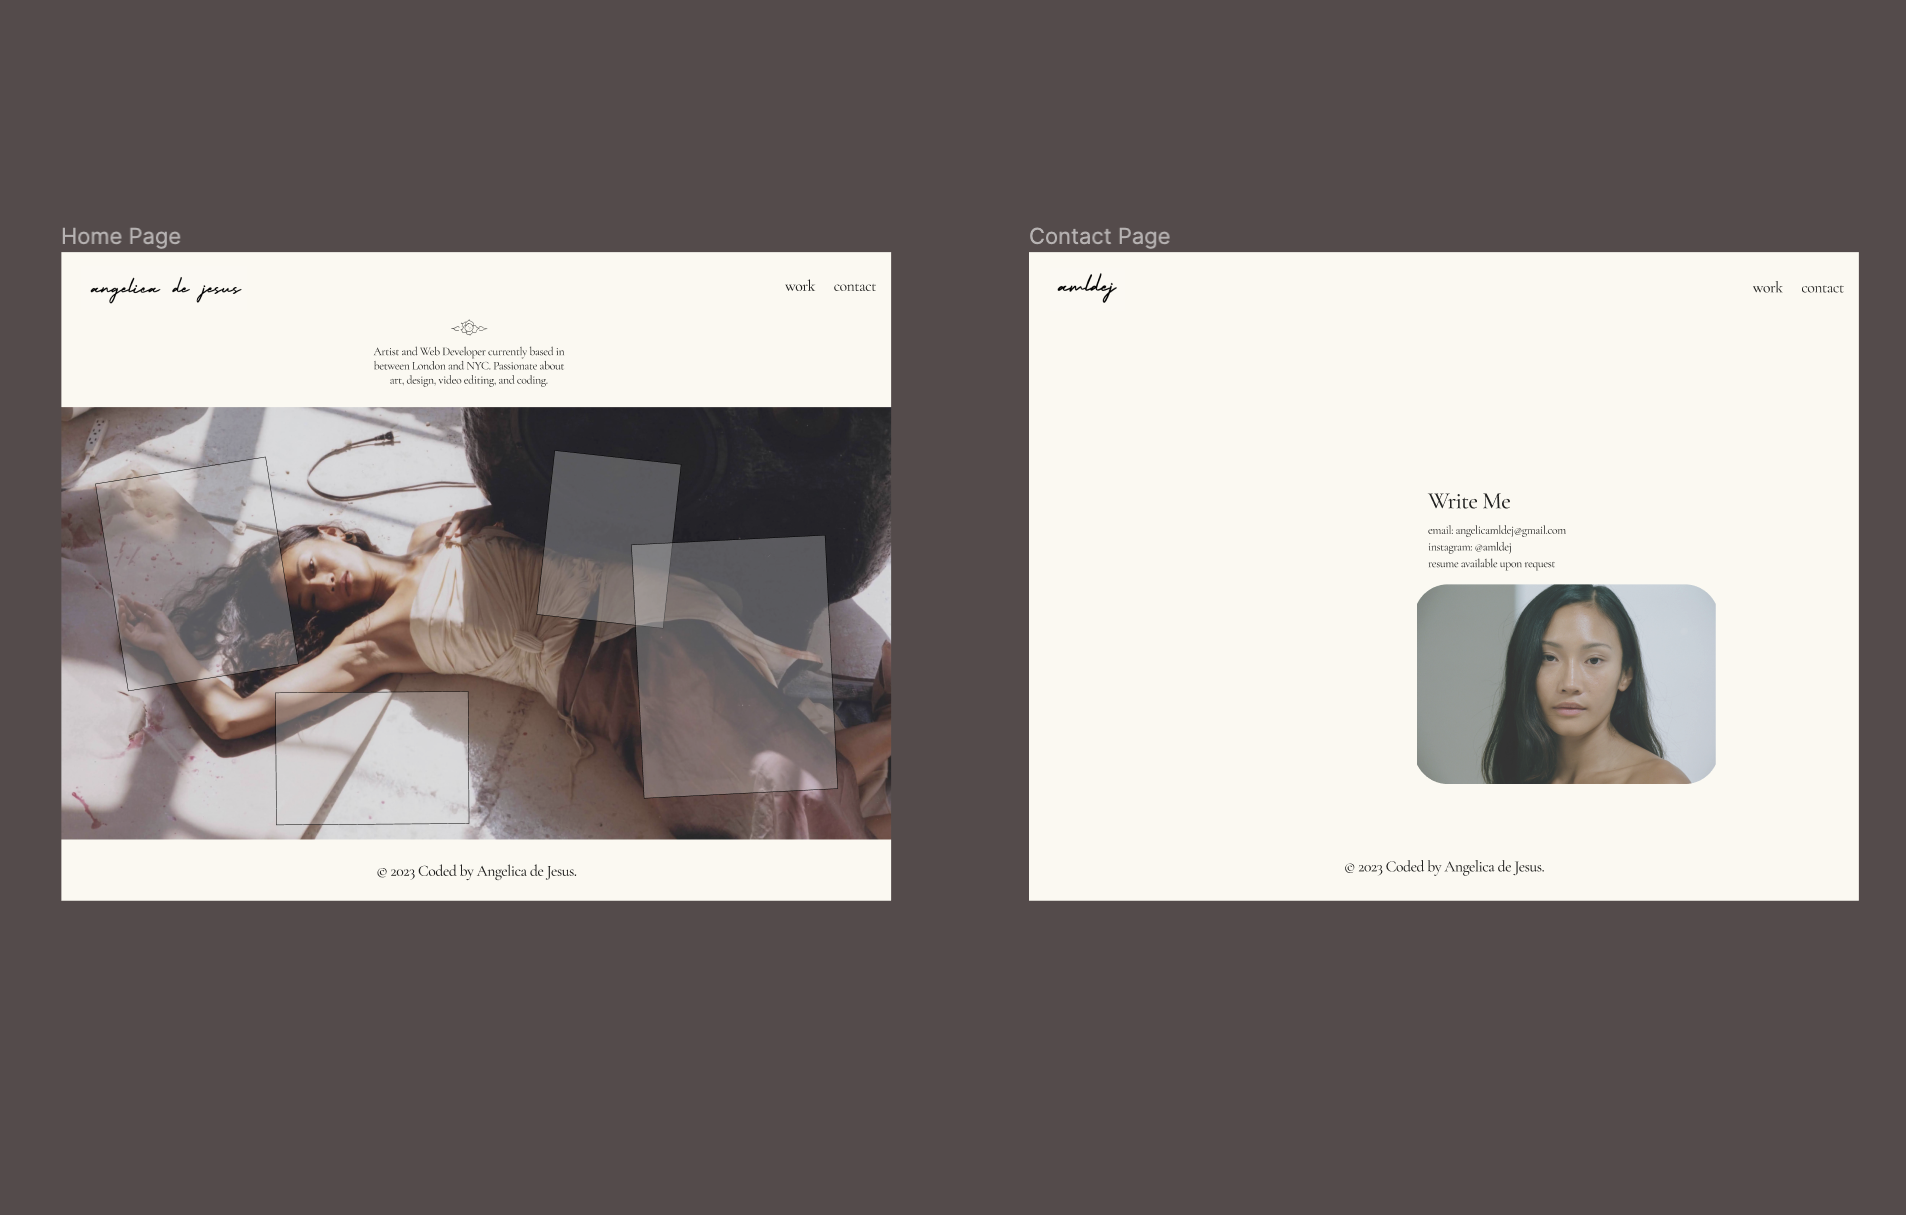 Home Page
angelica de jesus
work contact
Artist and Web Developer currently based in
between London and NYC. Passionate about
art, design, video editing, and coding.
© 2023 Coded by Angelica de Jesus.
Contact Page
amldej
work contact
Write Me
email: angelicamldej@gmail.com
instagram: @amldej
resume available upon request
© 2023 Coded by Angelica de Jesus.